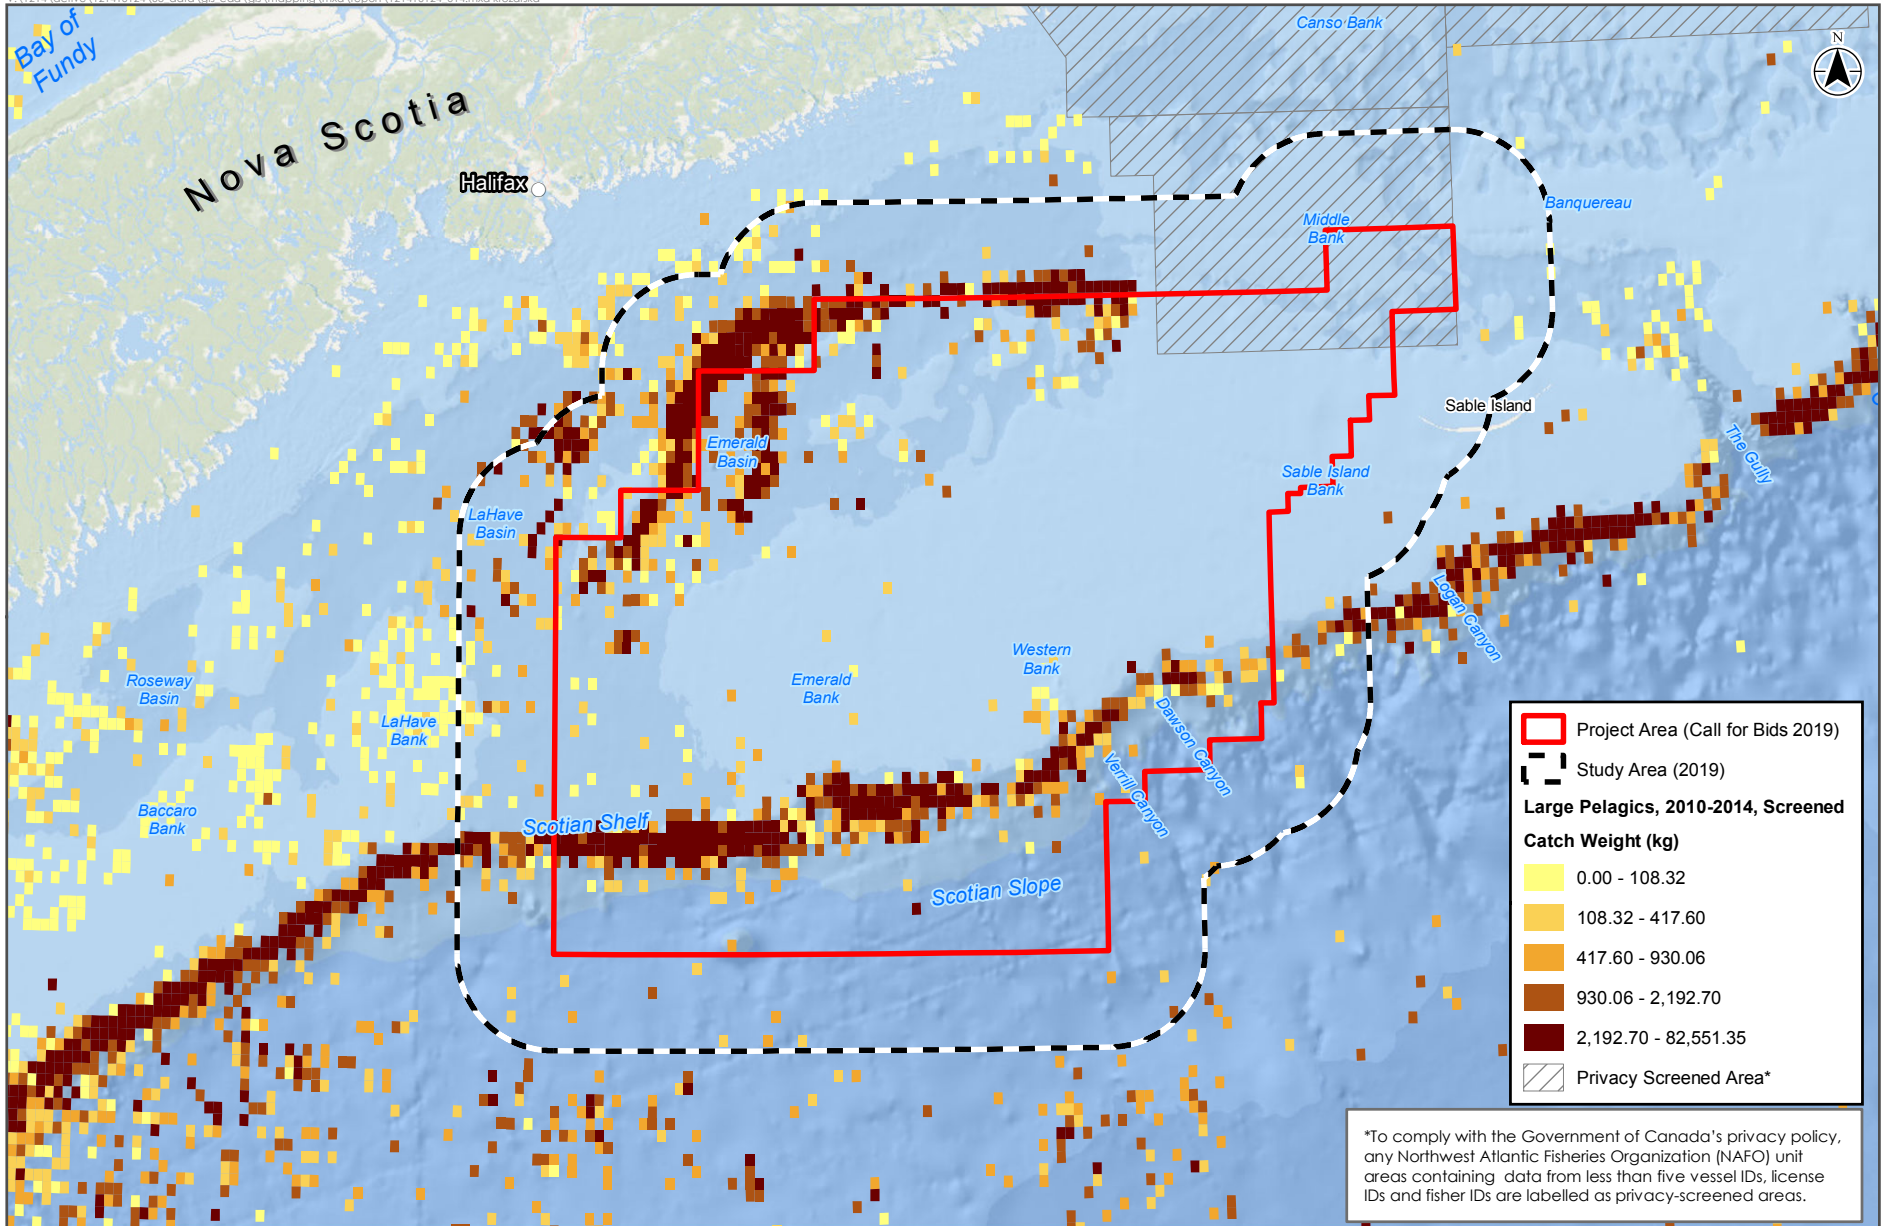 Bay of
Fundy
Nova Scotia
Halifax
Canso Bank
N
Middle
Bank
Banquereau
Sable Island
The Gully
Emerald
Basin
Sable Island
Bank
LaHave
Basin
Logan Canyon
Western
Bank
Roseway
Basin
Emerald
Bank
LaHave
Bank
Dawson Canyon
Verrill Canyon
Baccaro
Bank
Scotian Shelf
Scotian Slope
Project Area (Call for Bids 2019)
Study Area (2019)
Large Pelagics, 2010-2014, Screened
Catch Weight (kg)
0.00 - 108.32
108.32 - 417.60
417.60 - 930.06
930.06 - 2,192.70
2,192.70 - 82,551.35
Privacy Screened Area*
*To comply with the Government of Canada's privacy policy,
any Northwest Atlantic Fisheries Organization (NAFO) unit
areas containing data from less than five vessel IDs, license
IDs and fisher IDs are labelled as privacy-screened areas.